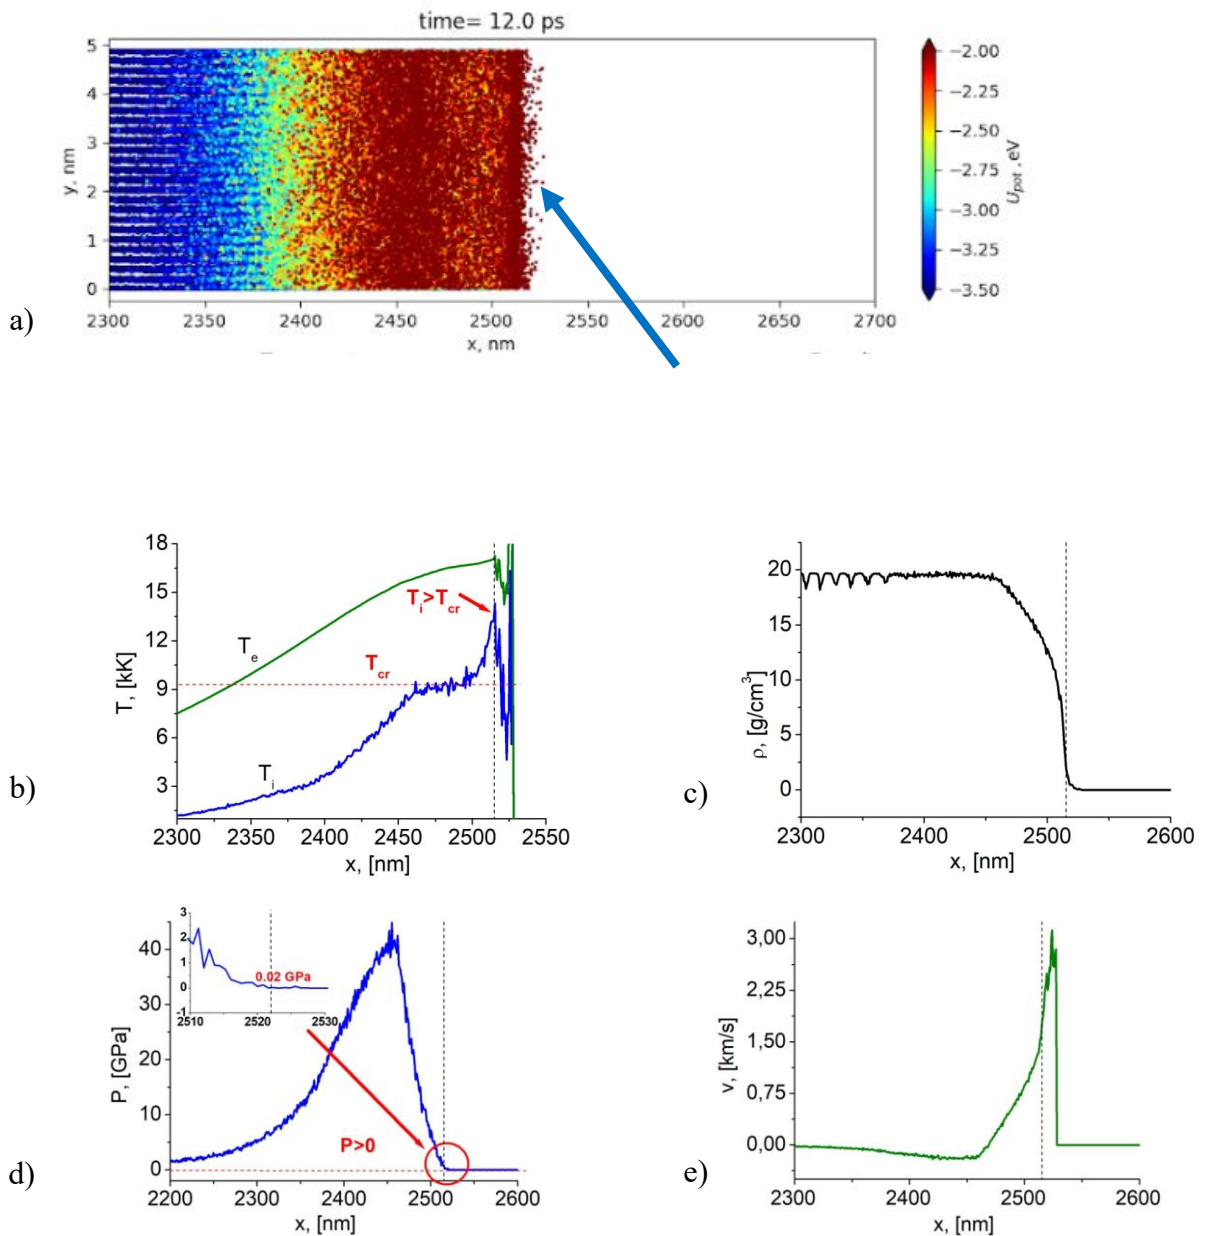 time= 12.0 ps
5
4
3
2
1
0
y, nm
2300 2350 2400 2450 2500 2550 2600 2650 2700
x, nm
−2.00
−2.25
−2.50
−2.75
−3.00
−3.25
−3.50
U_pot, eV
a)
18
15
12
9
6
3
T, [kK]
T_i>T_cr
T_cr
T_e
T_i
2300 2350 2400 2450 2500 2550
x, [nm]
b)
20
15
10
5
0
ρ, [g/cm³]
2300 2400 2500 2600
x, [nm]
c)
3
2
1
0
-1
0.02 GPa
2510 2520 2530
40
30
20
10
0
P, [GPa]
P>0
2200 2300 2400 2500 2600
x, [nm]
d)
3,00
2,25
1,50
0,75
0,00
v, [km/s]
2300 2400 2500 2600
x, [nm]
e)